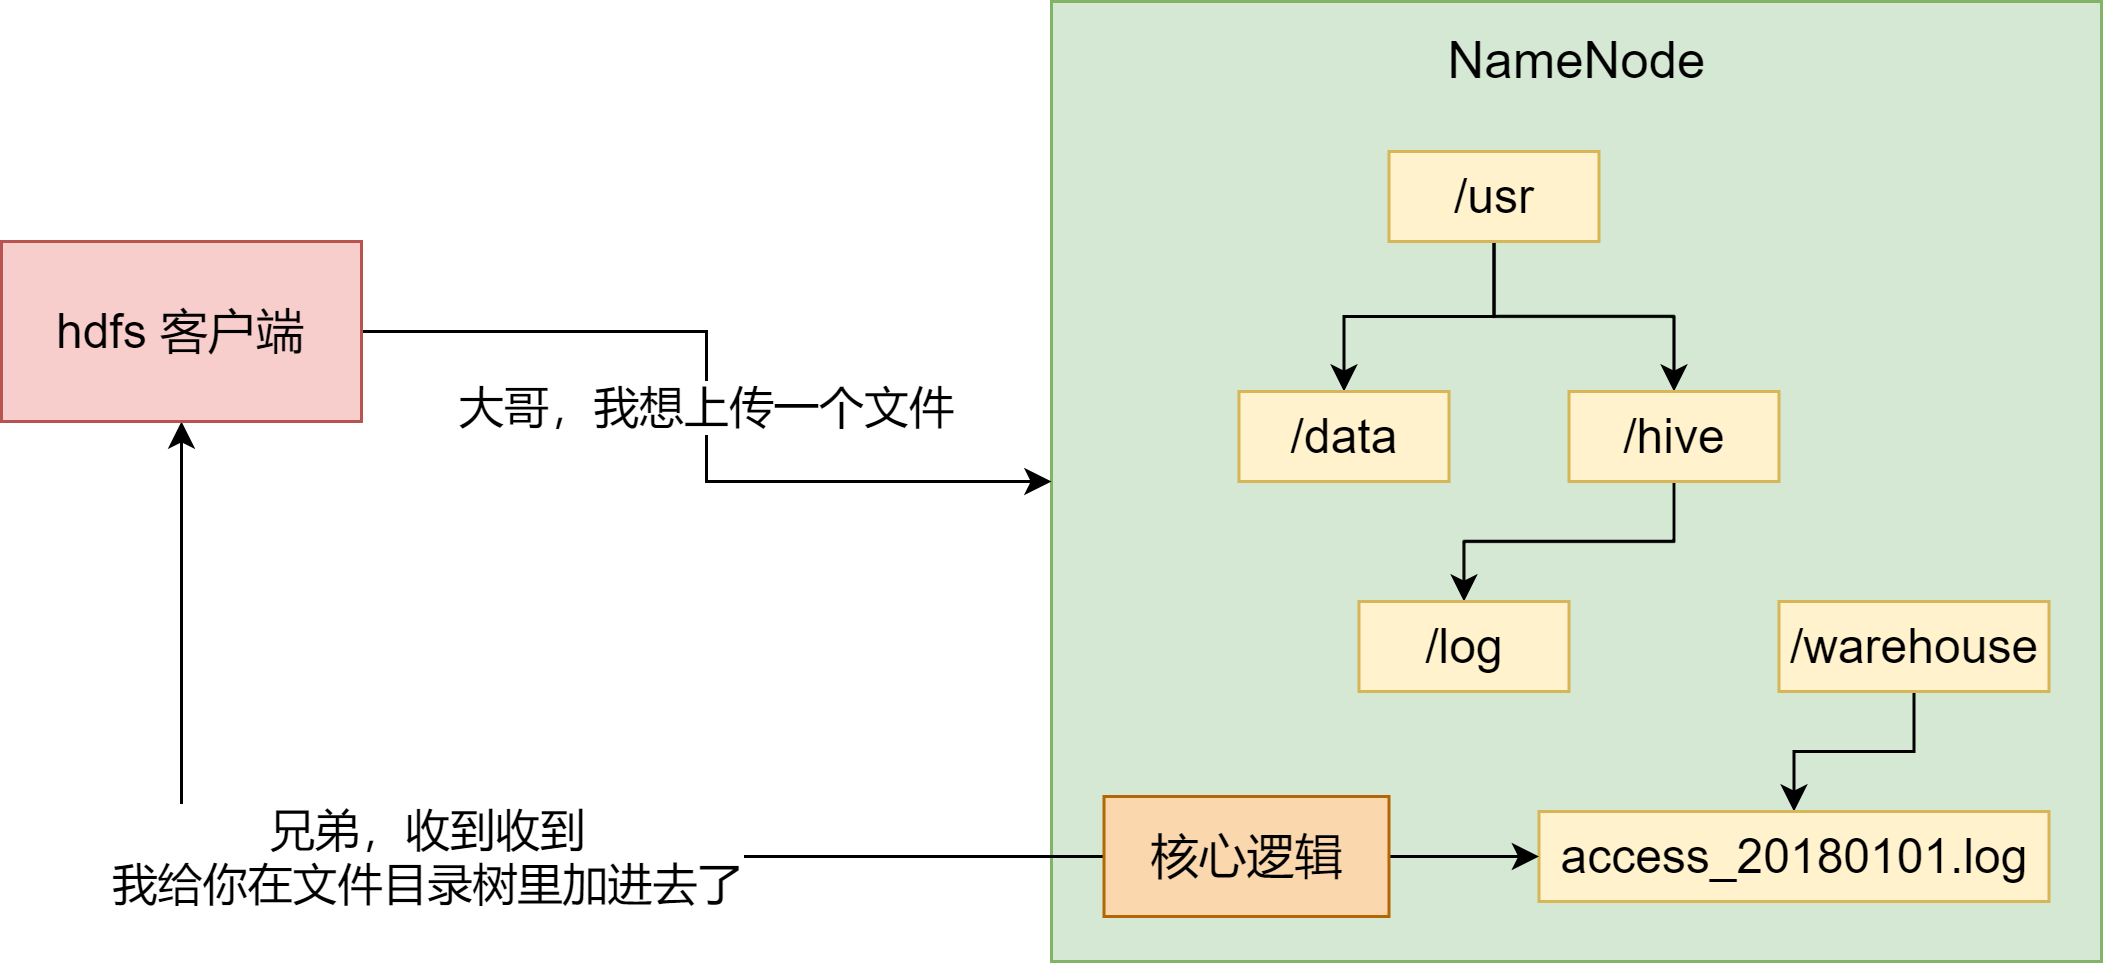 NameNode
/usr
hdfs 客户端
大哥，我想上传一个文件
/data
/hive
/log
/warehouse
兄弟，收到收到
我给你在文件目录树里加进去了
核心逻辑
access_20180101.log